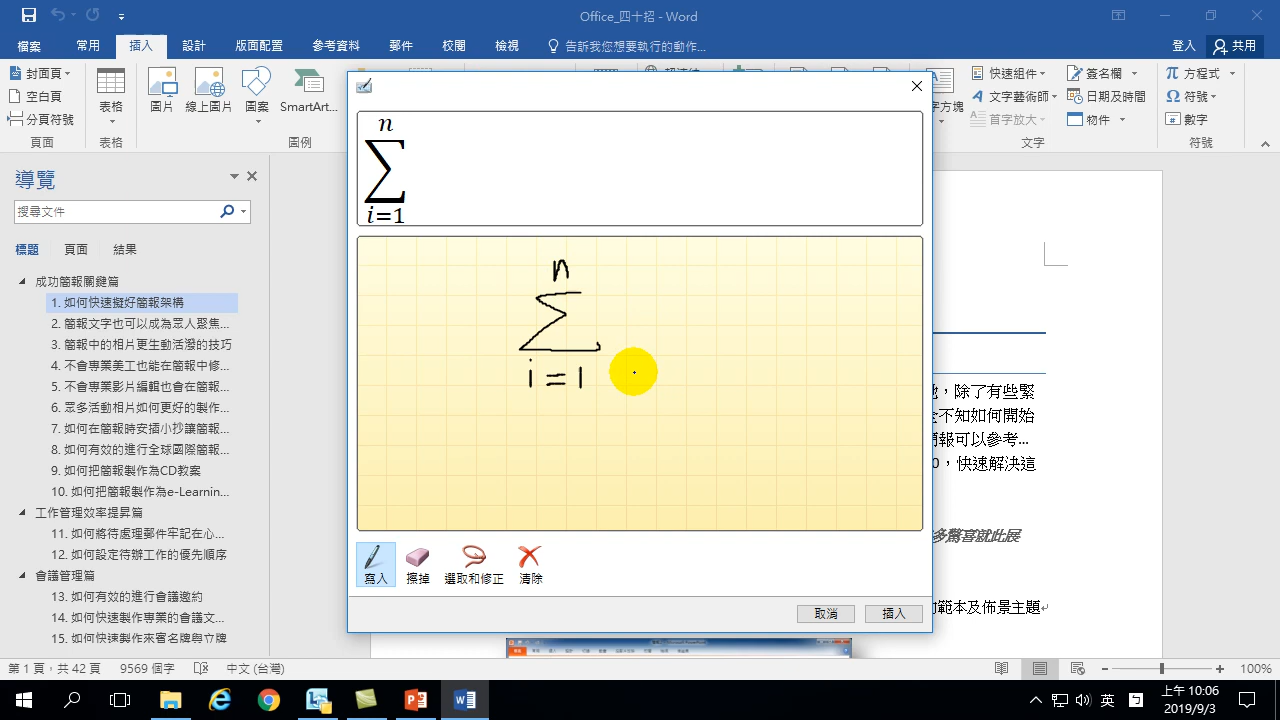 Office_四十招 - Word
檔案 常用 插入 設計 版面配置 參考資料 郵件 校閱 檢視 告訴我您想要執行的動作... 登入 共用
封面頁
空白頁
分頁符號
頁面
表格
表格
圖片 線上圖片 圖案 SmartArt...
圖例
字方塊
快速組件
文字藝術師
首字放大
簽名欄
日期及時間
物件
文字
方程式
符號
數字
符號
導覽
搜尋文件
標題 頁面 結果
成功簡報關鍵篇
1. 如何快速擬好簡報架構
2. 簡報文字也可以成為眾人聚焦...
3. 簡報中的相片更生動活潑的技巧
4. 不會專業美工也能在簡報中修...
5. 不會專業影片編輯也會在簡報...
6. 眾多活動相片如何更好的製作...
7. 如何在簡報時安插小抄讓簡報...
8. 如何有效的進行全球國際簡報...
9. 如何把簡報製作為CD教案
10. 如何把簡報製作為e-Learnin...
工作管理效率提昇篇
11. 如何將待處理郵件牢記在心...
12. 如何設定待辦工作的優先順序
會議管理篇
13. 如何有效的進行會議邀約
14. 如何快速製作專業的會議文...
15. 如何快速製作來賓名牌與立牌
n
∑
i=1
n
∑
i = 1
寫入 擦掉 選取和修正 清除
取消 插入
，除了有些緊
不知如何開始
報可以參考...
0，快速解決這
多驚喜就此展
範本及佈景主題
第 1 頁，共 42 頁 9569 個字 中文 (台灣) 100%
英
上午 10:06
2019/9/3